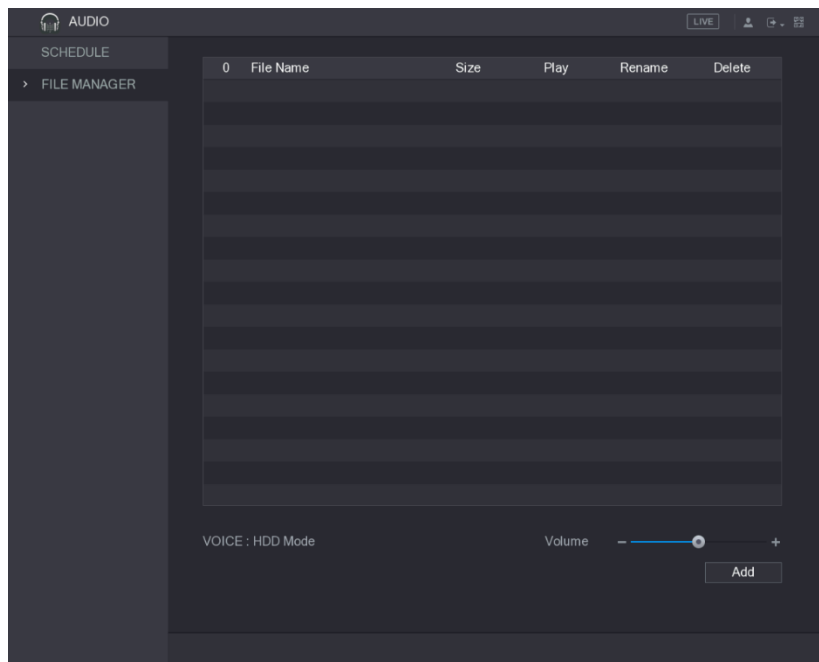 AUDIO LIVE
SCHEDULE
FILE MANAGER
0 File Name Size Play Rename Delete
VOICE : HDD Mode Volume − +
Add